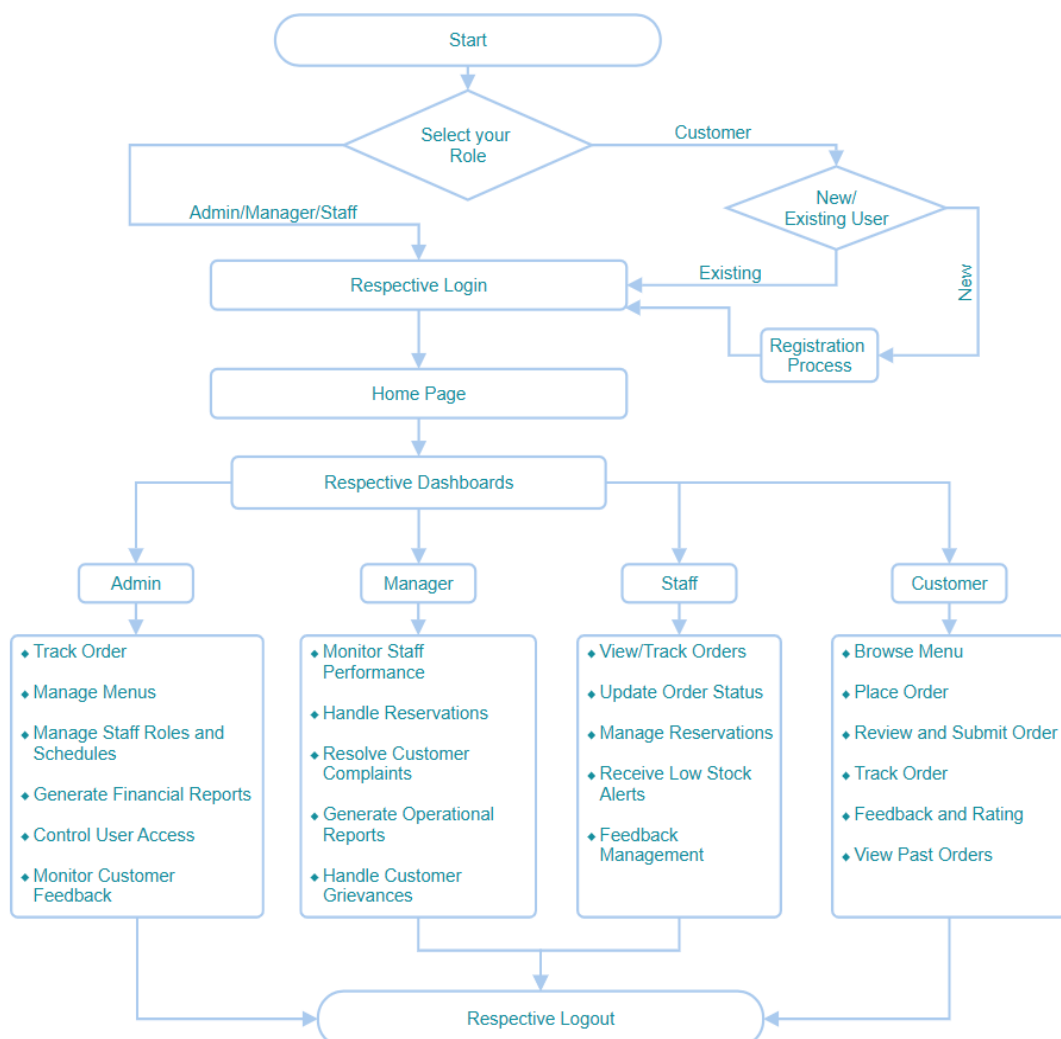 Start
Select your
Role
Customer
New/
Existing User
Admin/Manager/Staff
Existing
New
Respective Login
Registration
Process
Home Page
Respective Dashboards
Admin
Manager
Staff
Customer
Track Order
Manage Menus
Manage Staff Roles and
Schedules
Generate Financial Reports
Control User Access
Monitor Customer
Feedback
Monitor Staff
Performance
Handle Reservations
Resolve Customer
Complaints
Generate Operational
Reports
Handle Customer
Grievances
View/Track Orders
Update Order Status
Manage Reservations
Receive Low Stock
Alerts
Feedback
Management
Browse Menu
Place Order
Review and Submit Order
Track Order
Feedback and Rating
View Past Orders
Respective Logout